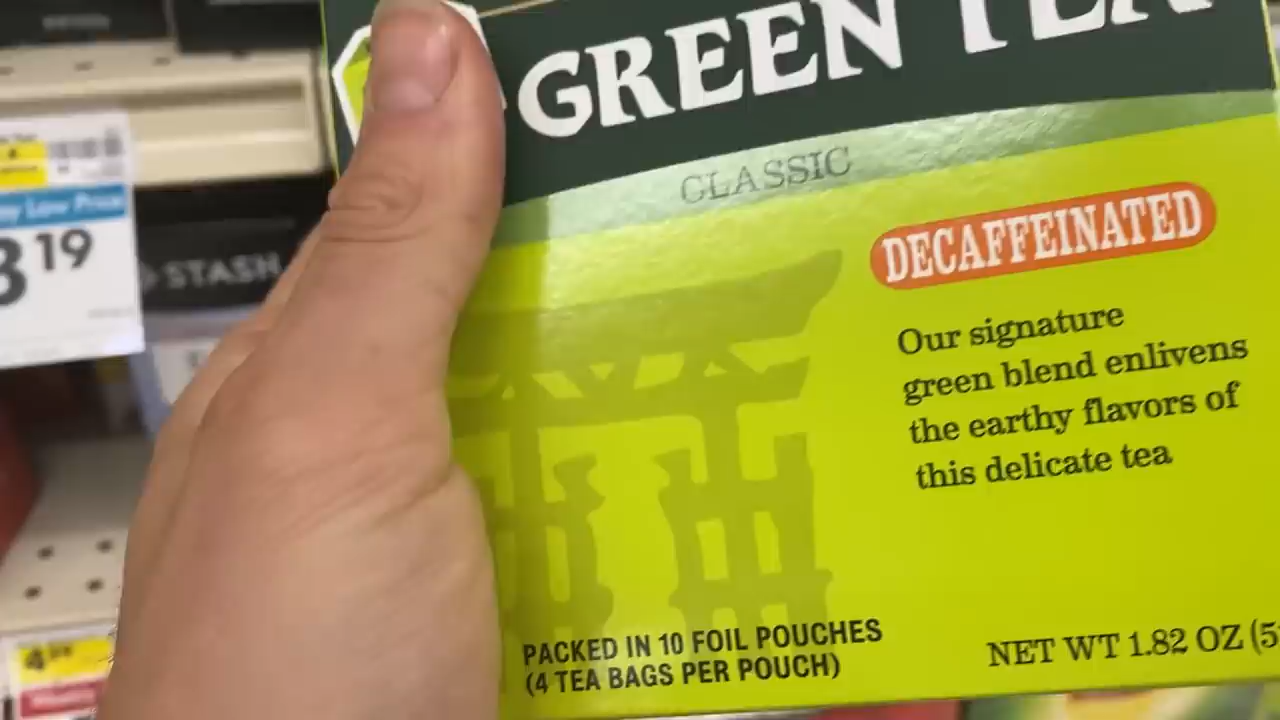 GREEN TEA
CLASSIC
DECAFFEINATED
Our signature
green blend enlivens
the earthy flavors of
this delicate tea
PACKED IN 10 FOIL POUCHES
(4 TEA BAGS PER POUCH)
NET WT 1.82 OZ (5
Low Price
3 19
STASH